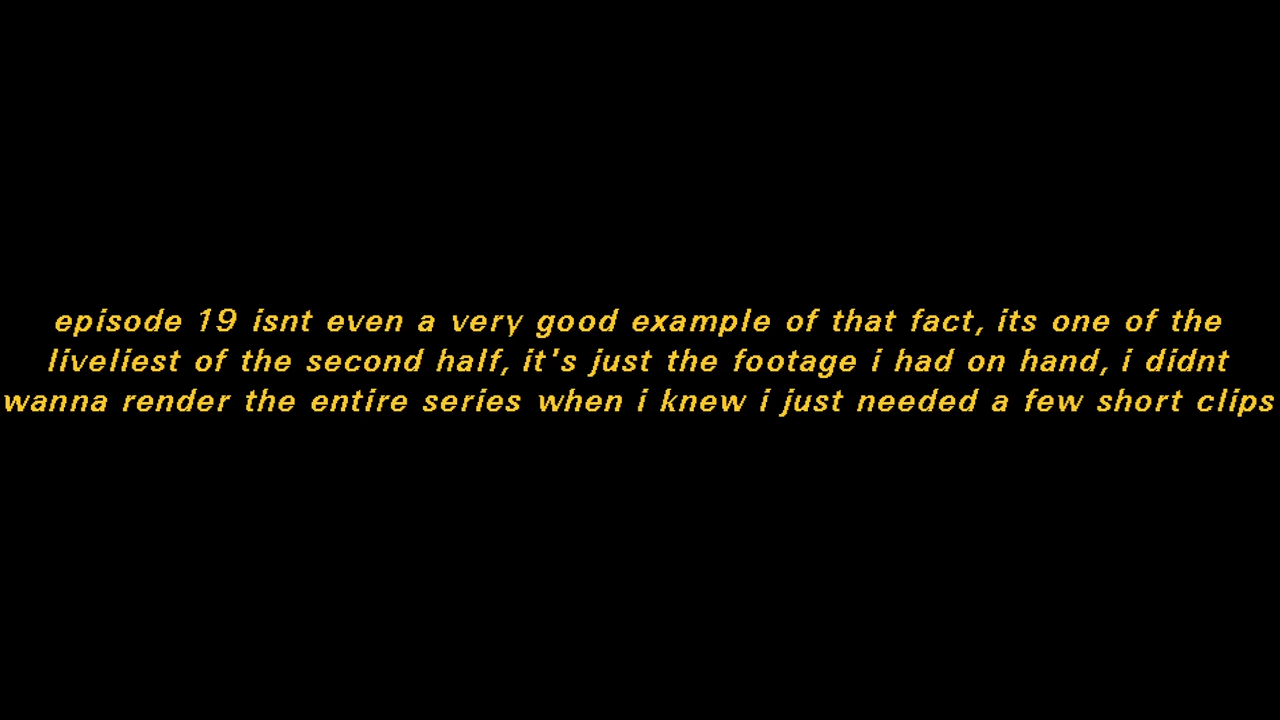 episode 19 isnt even a very good example of that fact, its one of the
liveliest of the second half, it's just the footage i had on hand, i didnt
wanna render the entire series when i knew i just needed a few short clips